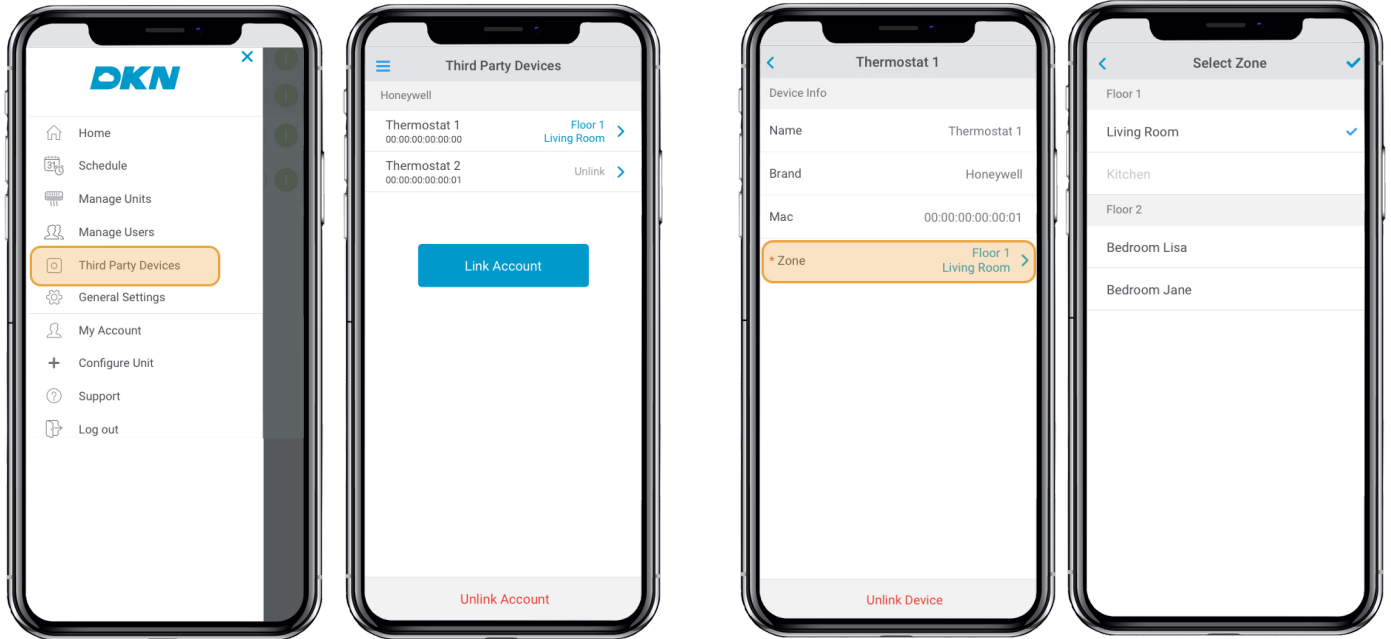 DKN
Home
31 Schedule
Manage Units
Manage Users
Third Party Devices
General Settings
My Account
Configure Unit
? Support
Log out
Third Party Devices
Honeywell
Thermostat 1 Floor 1
00:00:00:00:00:00 Living Room
Thermostat 2 Unlink
00:00:00:00:00:01
Link Account
Unlink Account
Thermostat 1
Device Info
Name Thermostat 1
Brand Honeywell
Mac 00:00:00:00:00:01
* Zone Floor 1
Living Room
Unlink Device
Select Zone
Floor 1
Living Room
Kitchen
Floor 2
Bedroom Lisa
Bedroom Jane